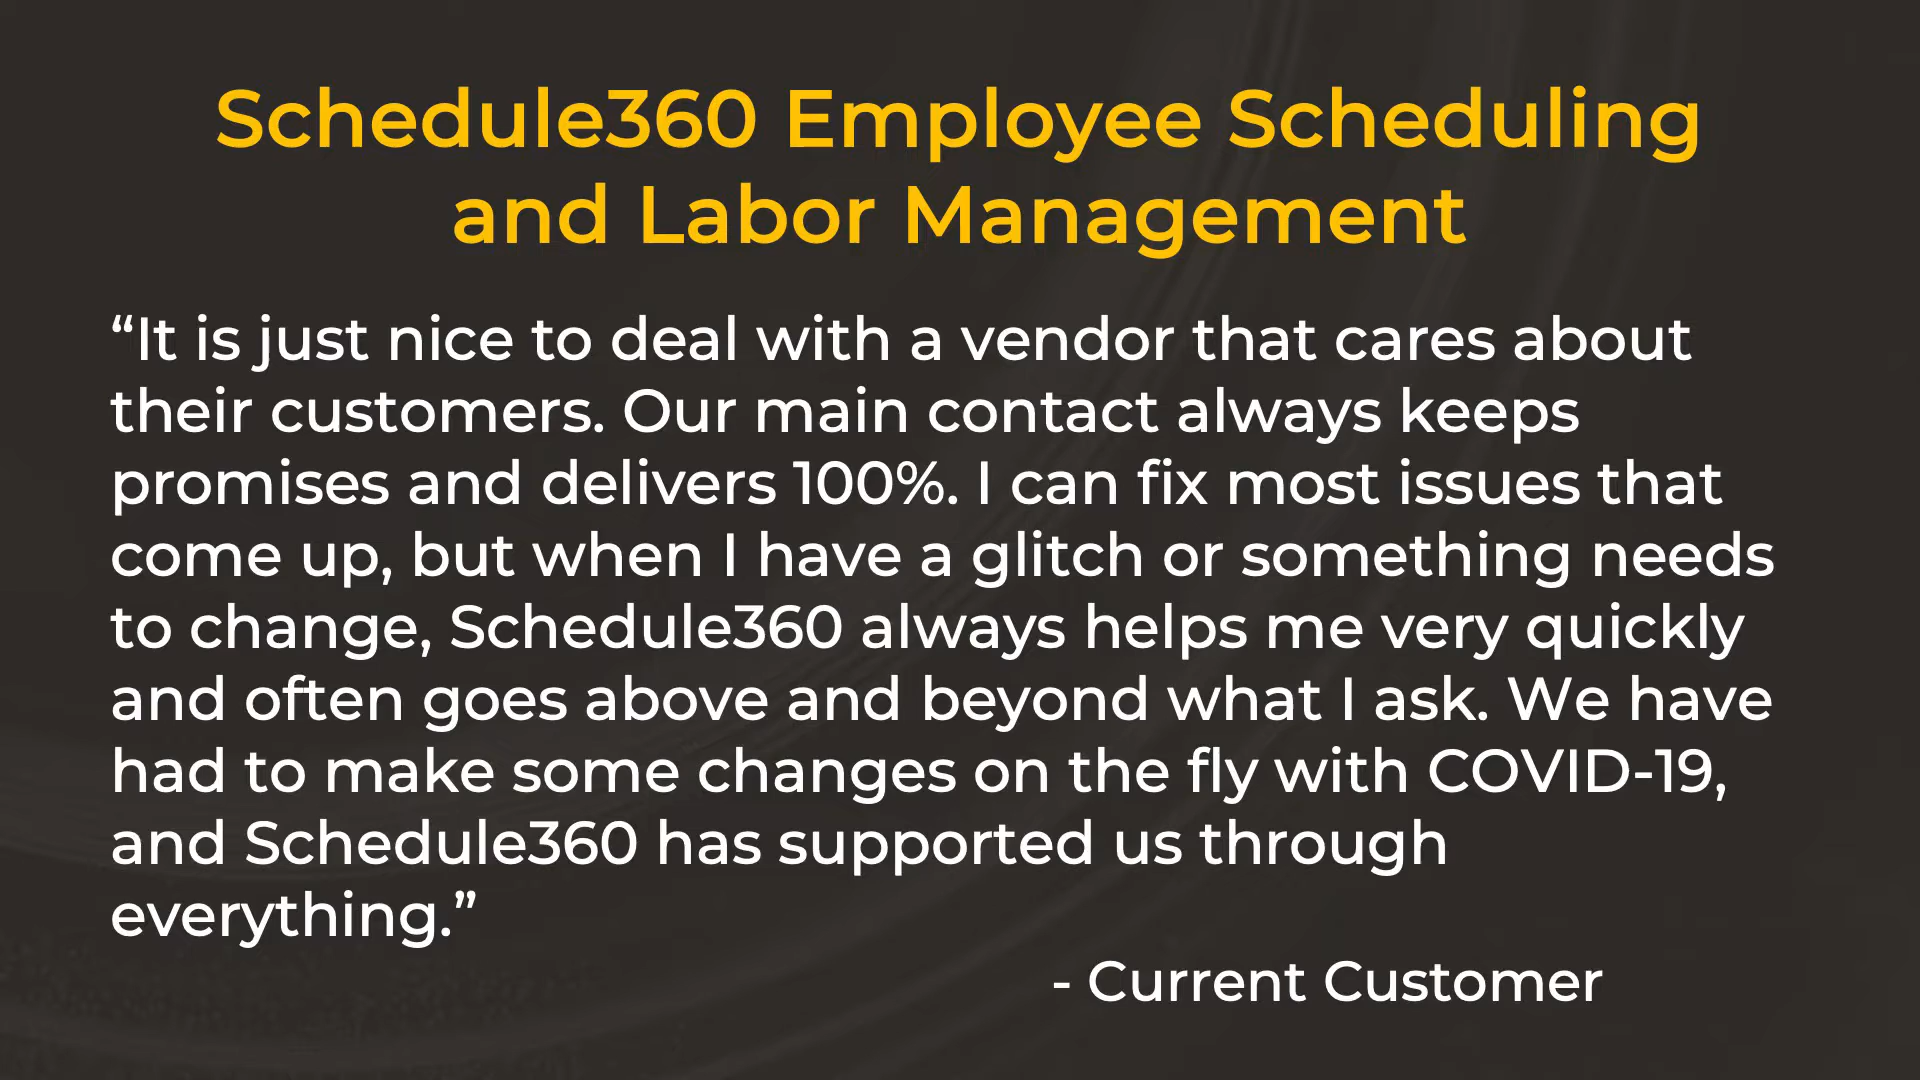 Schedule360 Employee Scheduling
and Labor Management
“It is just nice to deal with a vendor that cares about
their customers. Our main contact always keeps
promises and delivers 100%. I can fix most issues that
come up, but when I have a glitch or something needs
to change, Schedule360 always helps me very quickly
and often goes above and beyond what I ask. We have
had to make some changes on the fly with COVID-19,
and Schedule360 has supported us through
everything.”
- Current Customer